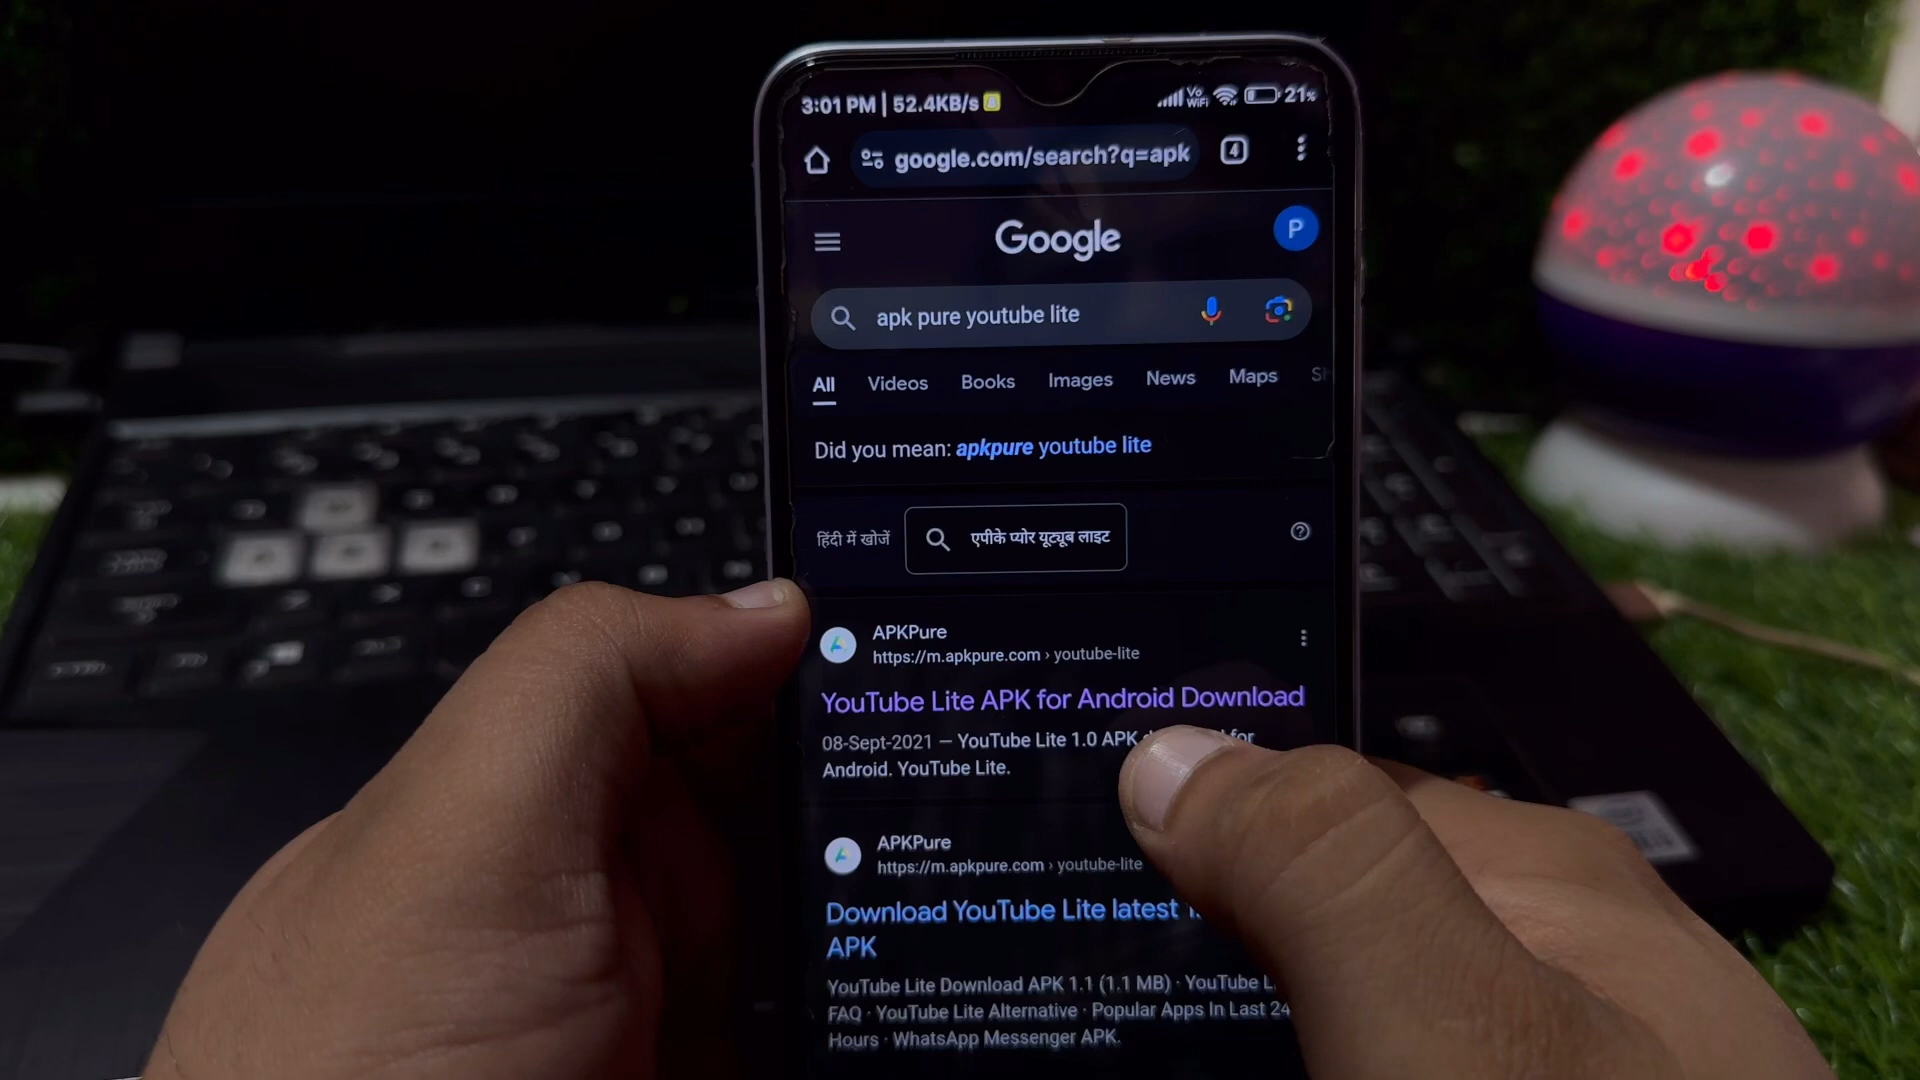 3:01 PM | 52.4KB/s
Vo WiFi 21%
google.com/search?q=apk
4
Google
P
apk pure youtube lite
All Videos Books Images News Maps
Did you mean: apkpure youtube lite
हिंदी में खोजें एपीके प्योर यूट्यूब लाइट
APKPure
https://m.apkpure.com › youtube-lite
YouTube Lite APK for Android Download
08-Sept-2021 — YouTube Lite 1.0 APK for
Android. YouTube Lite.
APKPure
https://m.apkpure.com › youtube-lite
Download YouTube Lite latest
APK
YouTube Lite Download APK 1.1 (1.1 MB) · YouTube
FAQ · YouTube Lite Alternative · Popular Apps In Last 24
Hours · WhatsApp Messenger APK.